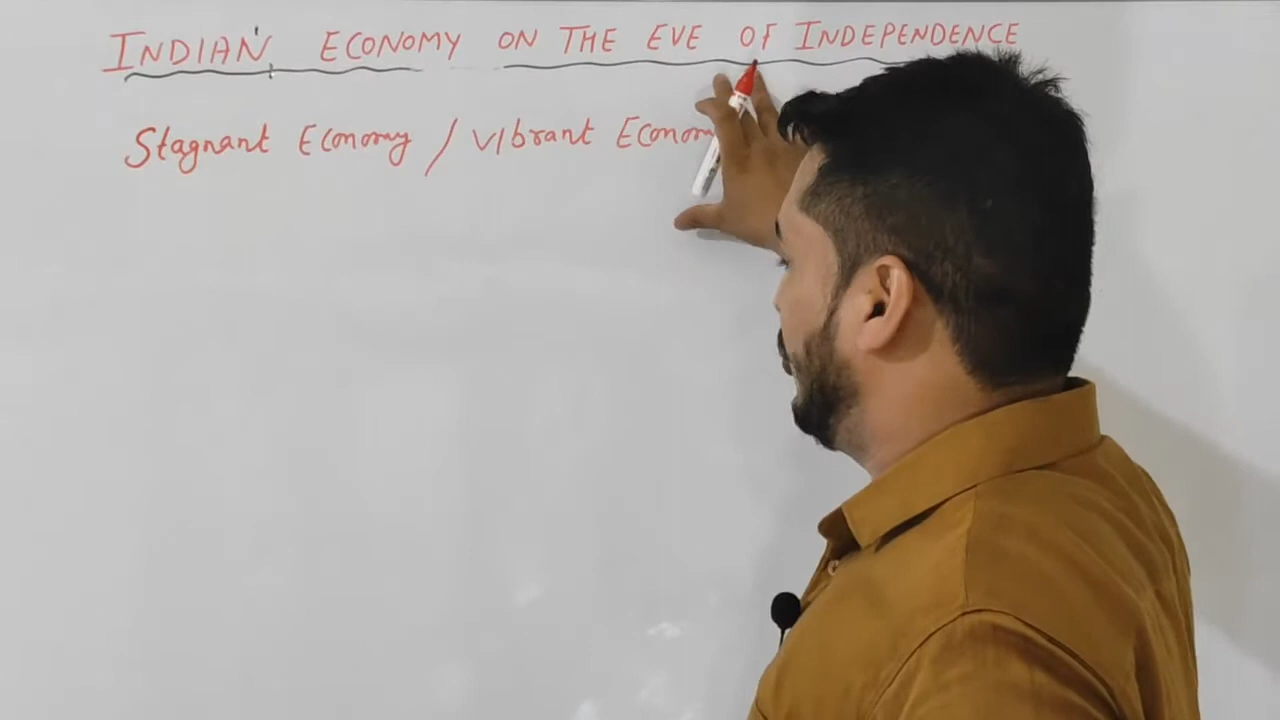 INDIAN ECONOMY ON THE EVE OF INDEPENDENCE
Stagnant Economy / Vibrant Econom